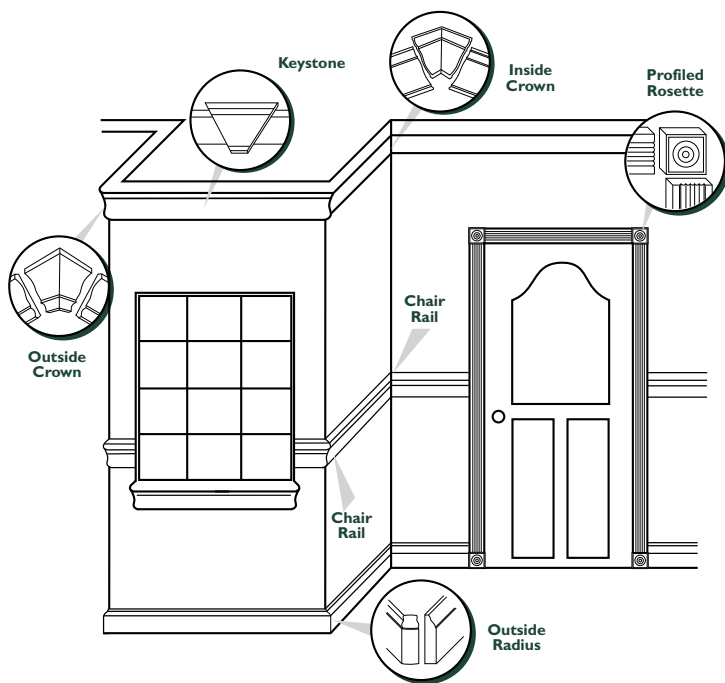 Keystone
Inside
Crown
Profiled
Rosette
Chair
Rail
Outside
Crown
Chair
Rail
Outside
Radius